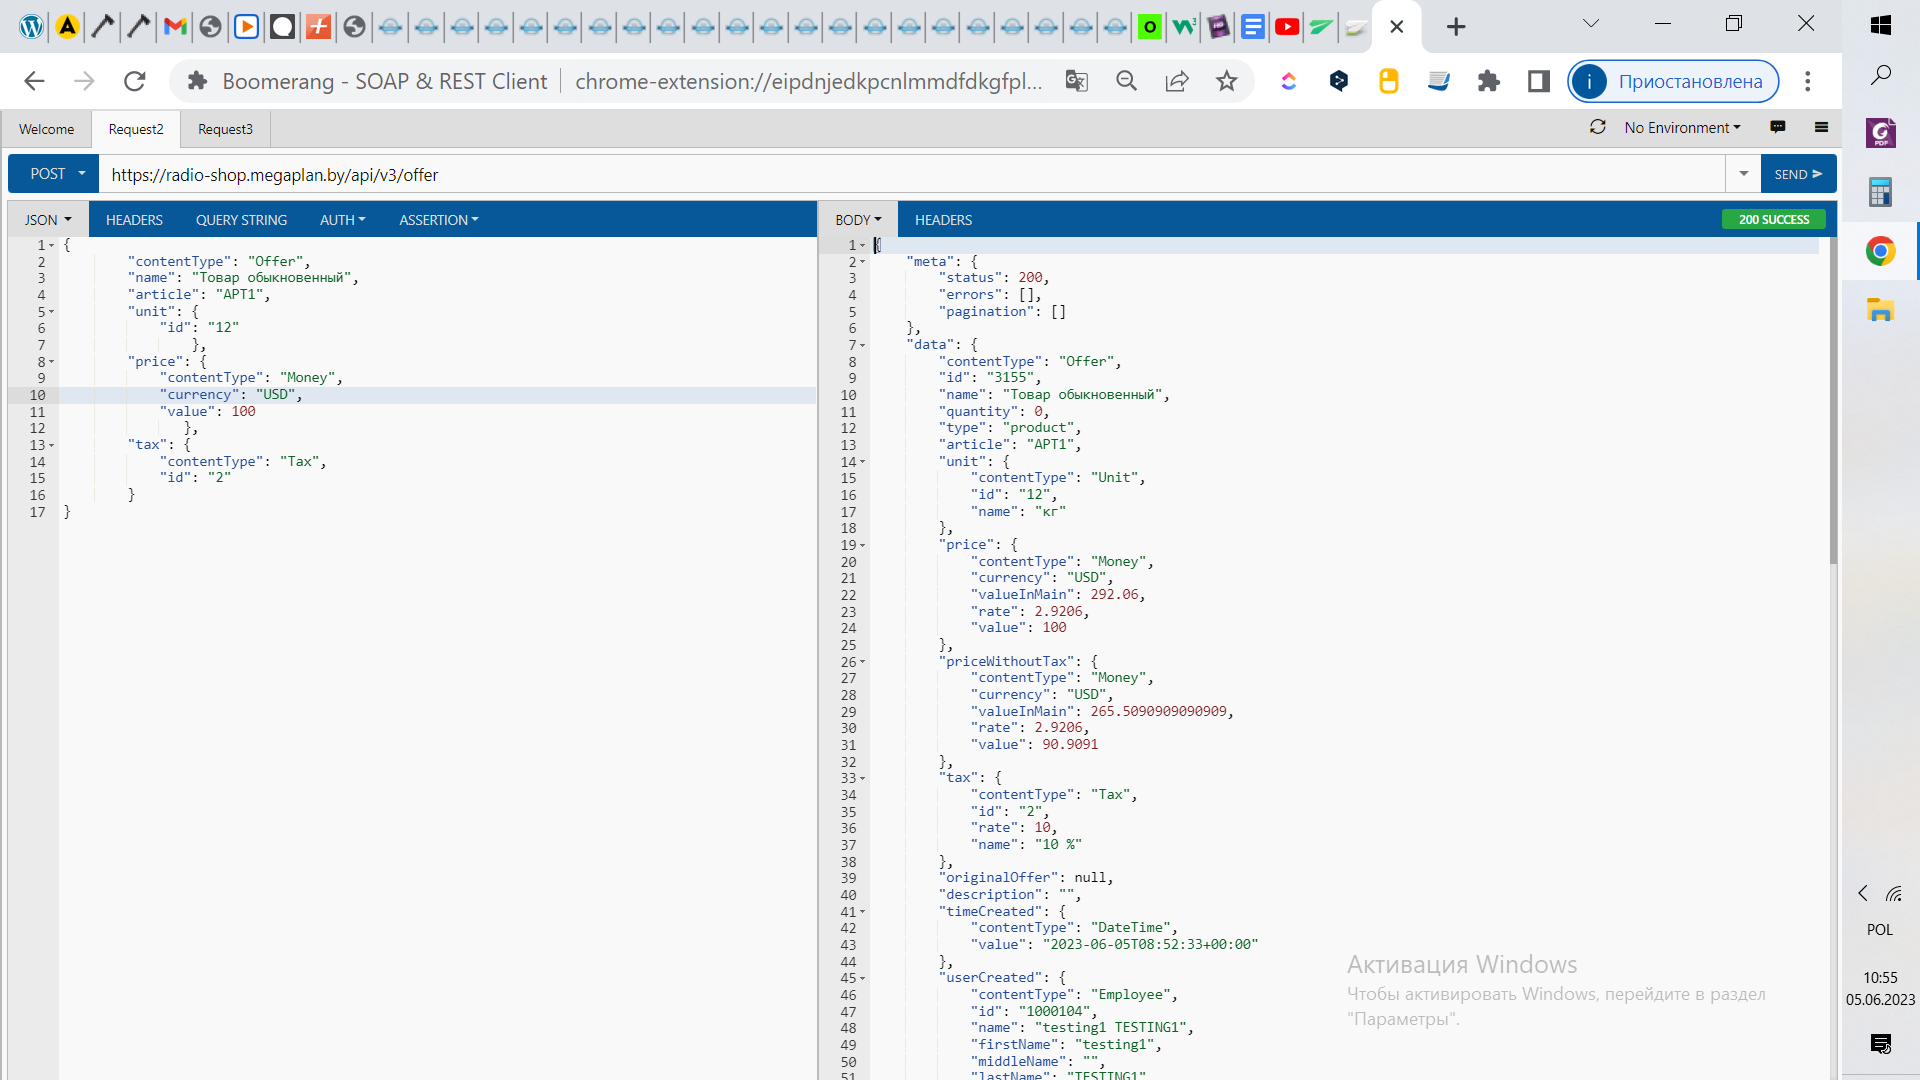 Boomerang - SOAP & REST Client
chrome-extension://eipdnjedkpcnlmmdfdkgfpl...
Приостановлена
Welcome
Request2
Request3
No Environment
POST
https://radio-shop.megaplan.by/api/v3/offer
SEND
JSON
HEADERS
QUERY STRING
AUTH
ASSERTION
1 {
2 "contentType": "Offer",
3 "name": "Товар обыкновенный",
4 "article": "АРТ1",
5 "unit": {
6 "id": "12"
7 },
8 "price": {
9 "contentType": "Money",
10 "currency": "USD",
11 "value": 100
12 },
13 "tax": {
14 "contentType": "Tax",
15 "id": "2"
16 }
17 }
BODY
HEADERS
200 SUCCESS
1 {
2 "meta": {
3 "status": 200,
4 "errors": [],
5 "pagination": []
6 },
7 "data": {
8 "contentType": "Offer",
9 "id": "3155",
10 "name": "Товар обыкновенный",
11 "quantity": 0,
12 "type": "product",
13 "article": "АРТ1",
14 "unit": {
15 "contentType": "Unit",
16 "id": "12",
17 "name": "кг"
18 },
19 "price": {
20 "contentType": "Money",
21 "currency": "USD",
22 "valueInMain": 292.06,
23 "rate": 2.9206,
24 "value": 100
25 },
26 "priceWithoutTax": {
27 "contentType": "Money",
28 "currency": "USD",
29 "valueInMain": 265.5090909090909,
30 "rate": 2.9206,
31 "value": 90.9091
32 },
33 "tax": {
34 "contentType": "Tax",
35 "id": "2",
36 "rate": 10,
37 "name": "10 %"
38 },
39 "originalOffer": null,
40 "description": "",
41 "timeCreated": {
42 "contentType": "DateTime",
43 "value": "2023-06-05T08:52:33+00:00"
44 },
45 "userCreated": {
46 "contentType": "Employee",
47 "id": "1000104",
48 "name": "testing1 TESTING1",
49 "firstName": "testing1",
50 "middleName": "",
51 "lastName": "TESTING1"
Активация Windows
Чтобы активировать Windows, перейдите в раздел
"Параметры".
POL
10:55
05.06.2023